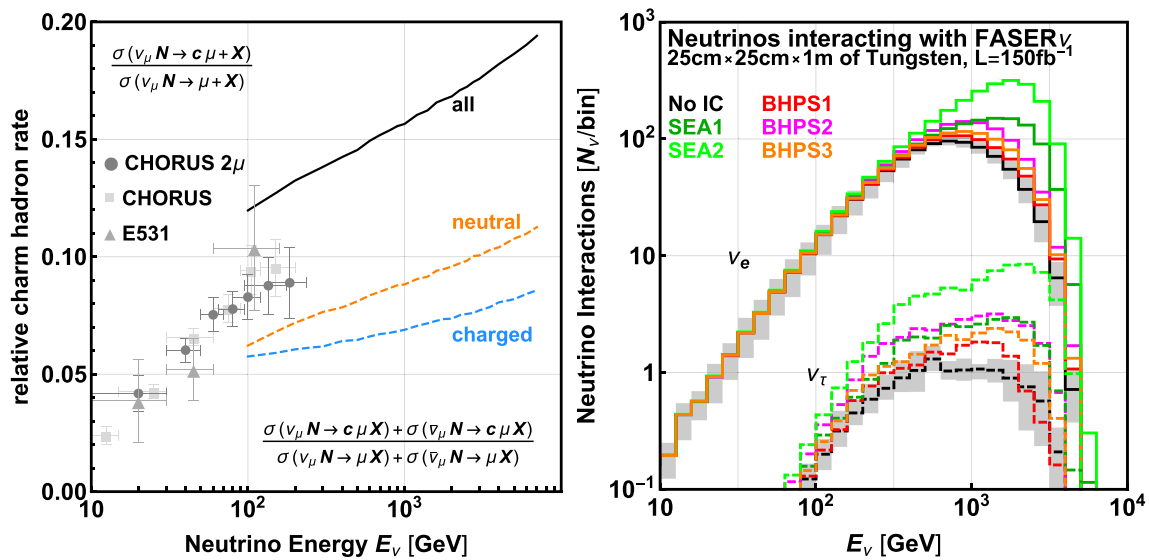 0.20
0.15
0.10
0.05
0.00
relative charm hadron rate
σ(ν_μ N → c μ + X)
σ(ν_μ N → μ + X)
all
CHORUS 2μ
CHORUS
E531
neutral
charged
σ(ν_μ N → c μ X) + σ(ν̄_μ N → c μ X)
σ(ν_μ N → μ X) + σ(ν̄_μ N → μ X)
10 10² 10³
Neutrino Energy E_ν [GeV]
10³
10²
10
1
10⁻¹
Neutrino Interactions [N_ν/bin]
Neutrinos interacting with FASERν
25cm×25cm×1m of Tungsten, L=150fb⁻¹
No IC BHPS1
SEA1 BHPS2
SEA2 BHPS3
ν_e
ν_τ
10 10² 10³ 10⁴
E_ν [GeV]